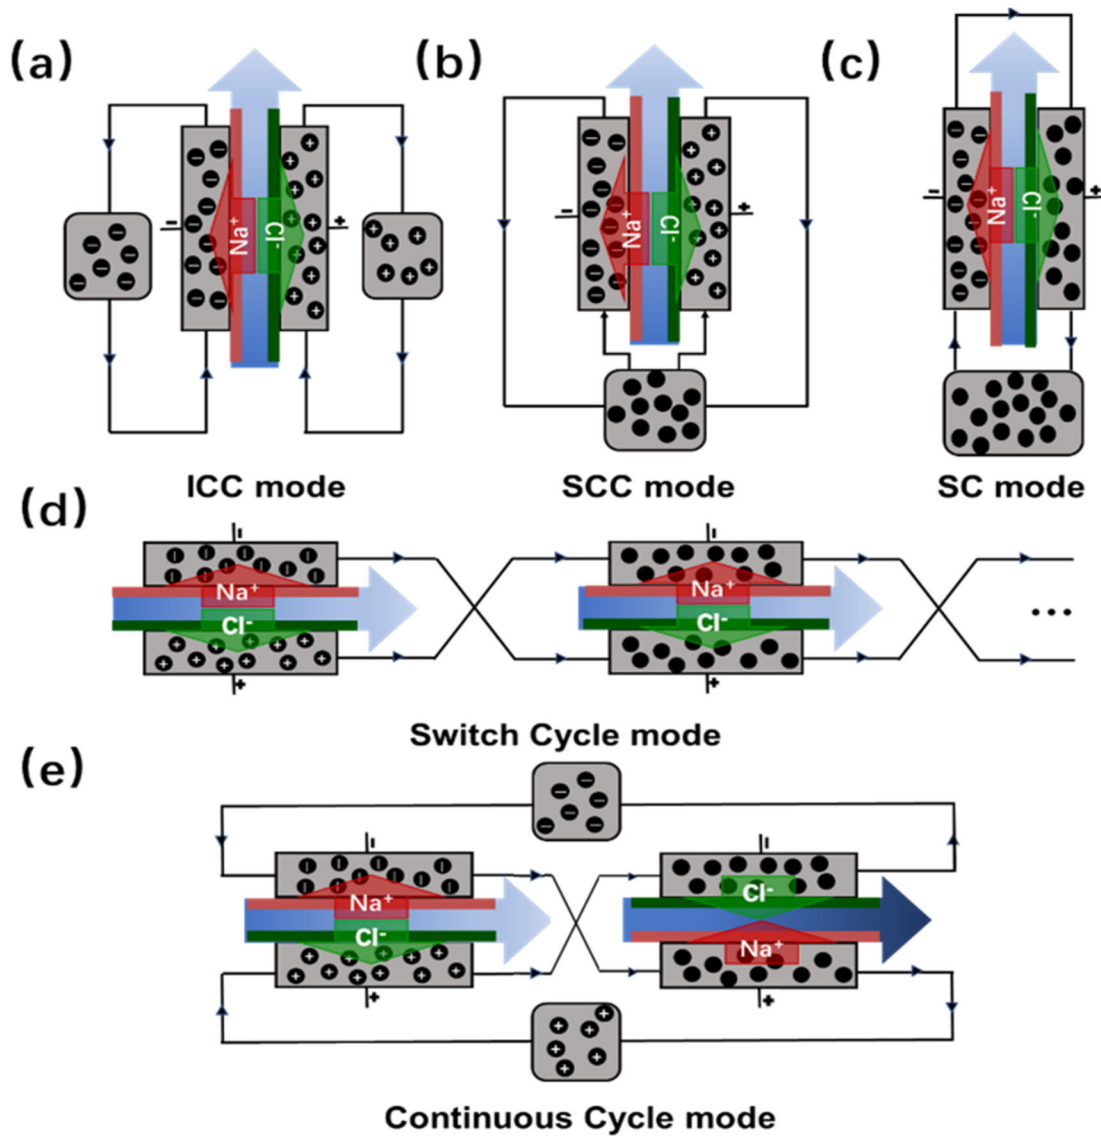 (a)
(b)
(c)
Na⁺
Cl⁻
- +
Na⁺
Cl⁻
- +
Na⁺
Cl⁻
- +
ICC mode
SCC mode
SC mode
(d)
-
Na⁺
Cl⁻
+
-
Na⁺
Cl⁻
+
...
Switch Cycle mode
(e)
-
Na⁺
Cl⁻
+
-
Cl⁻
Na⁺
+
Continuous Cycle mode